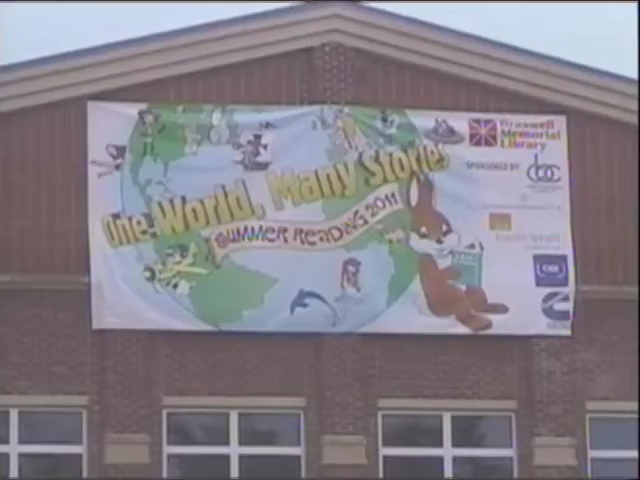 One World, Many Stories
SUMMER READING 2011
Braswell
Memorial
Library
SPONSORED BY